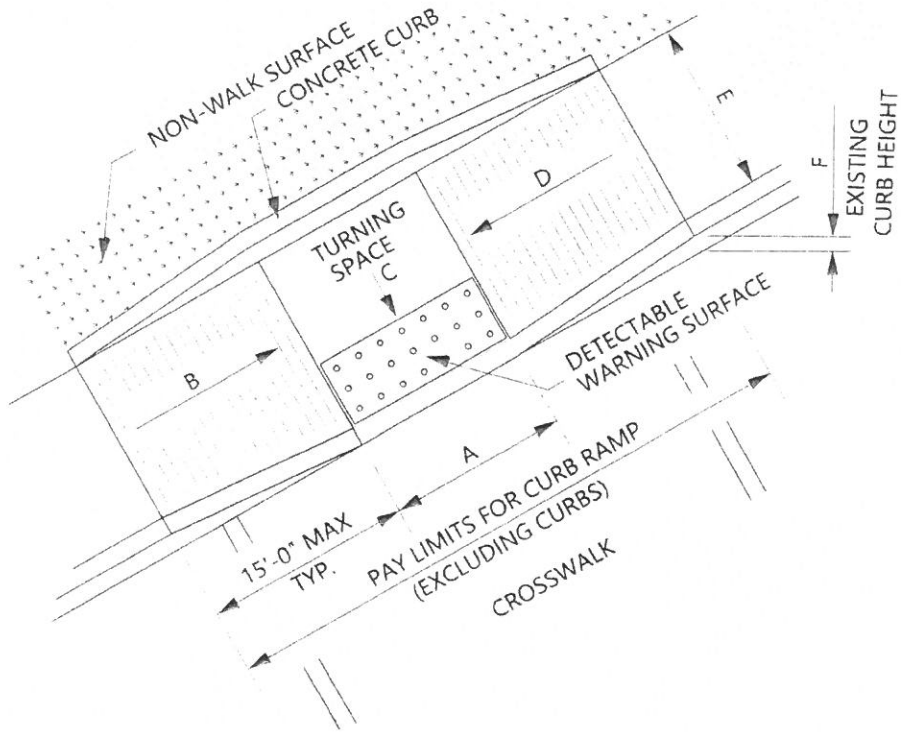 NON-WALK SURFACE
CONCRETE CURB
E
F
EXISTING
CURB HEIGHT
D
TURNING
SPACE
C
B
DETECTABLE
WARNING SURFACE
A
15'-0" MAX
TYP.
PAY LIMITS FOR CURB RAMP
(EXCLUDING CURBS)
CROSSWALK